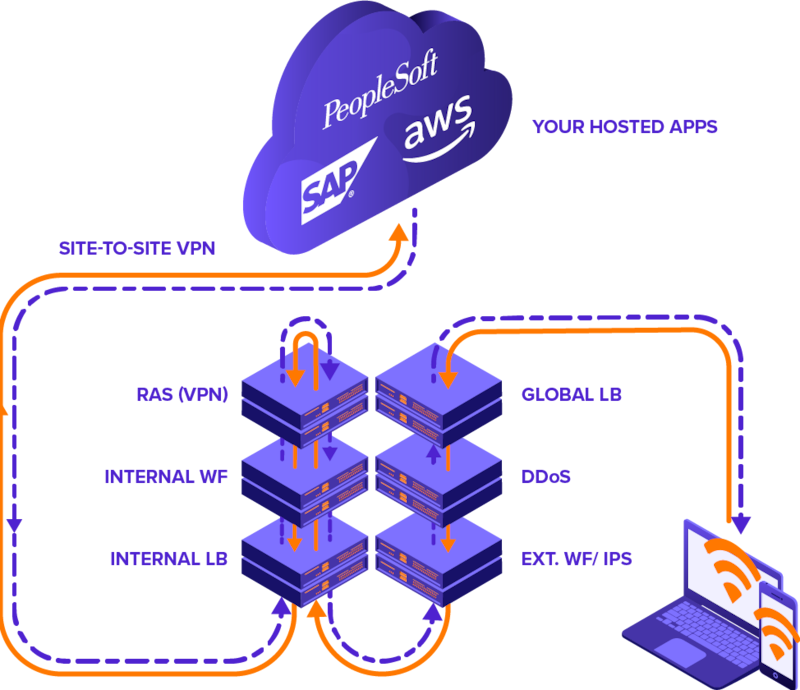 PeopleSoft
aws
SAP®
YOUR HOSTED APPS
SITE-TO-SITE VPN
RAS (VPN)
GLOBAL LB
INTERNAL WF
DDoS
INTERNAL LB
EXT. WF/ IPS